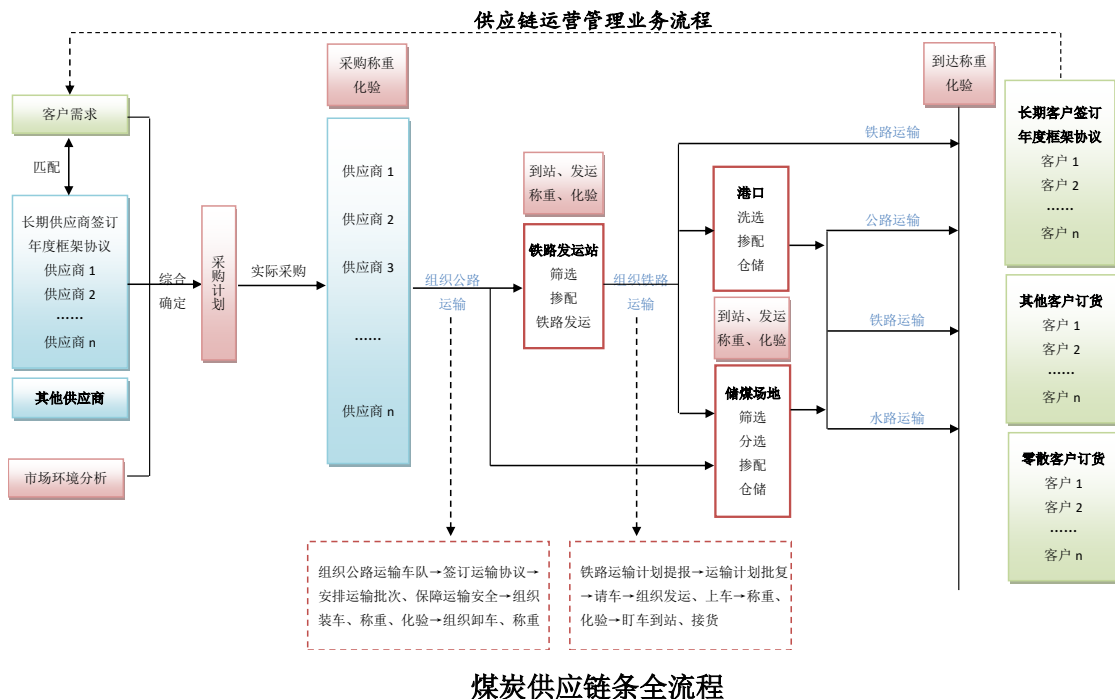 供应链运营管理业务流程
客户需求
匹配
长期供应商签订
年度框架协议
供应商 1
供应商 2
......
供应商 n
其他供应商
市场环境分析
综合
确定
采购计划
实际采购
采购称重
化验
供应商 1
供应商 2
供应商 3
......
供应商 n
组织公路
运输
到站、发运
称重、化验
铁路发运站
筛选
掺配
铁路发运
组织铁路
运输
港口
洗选
掺配
仓储
到站、发运
称重、化验
储煤场地
筛选
分选
掺配
仓储
铁路运输
公路运输
铁路运输
水路运输
到达称重
化验
长期客户签订
年度框架协议
客户 1
客户 2
......
客户 n
其他客户订货
客户 1
客户 2
......
客户 n
零散客户订货
客户 1
客户 2
......
客户 n
组织公路运输车队→签订运输协议→
安排运输批次、保障运输安全→组织
装车、称重、化验→组织卸车、称重
铁路运输计划提报→运输计划批复
→请车→组织发运、上车→称重、
化验→盯车到站、接货
煤炭供应链条全流程